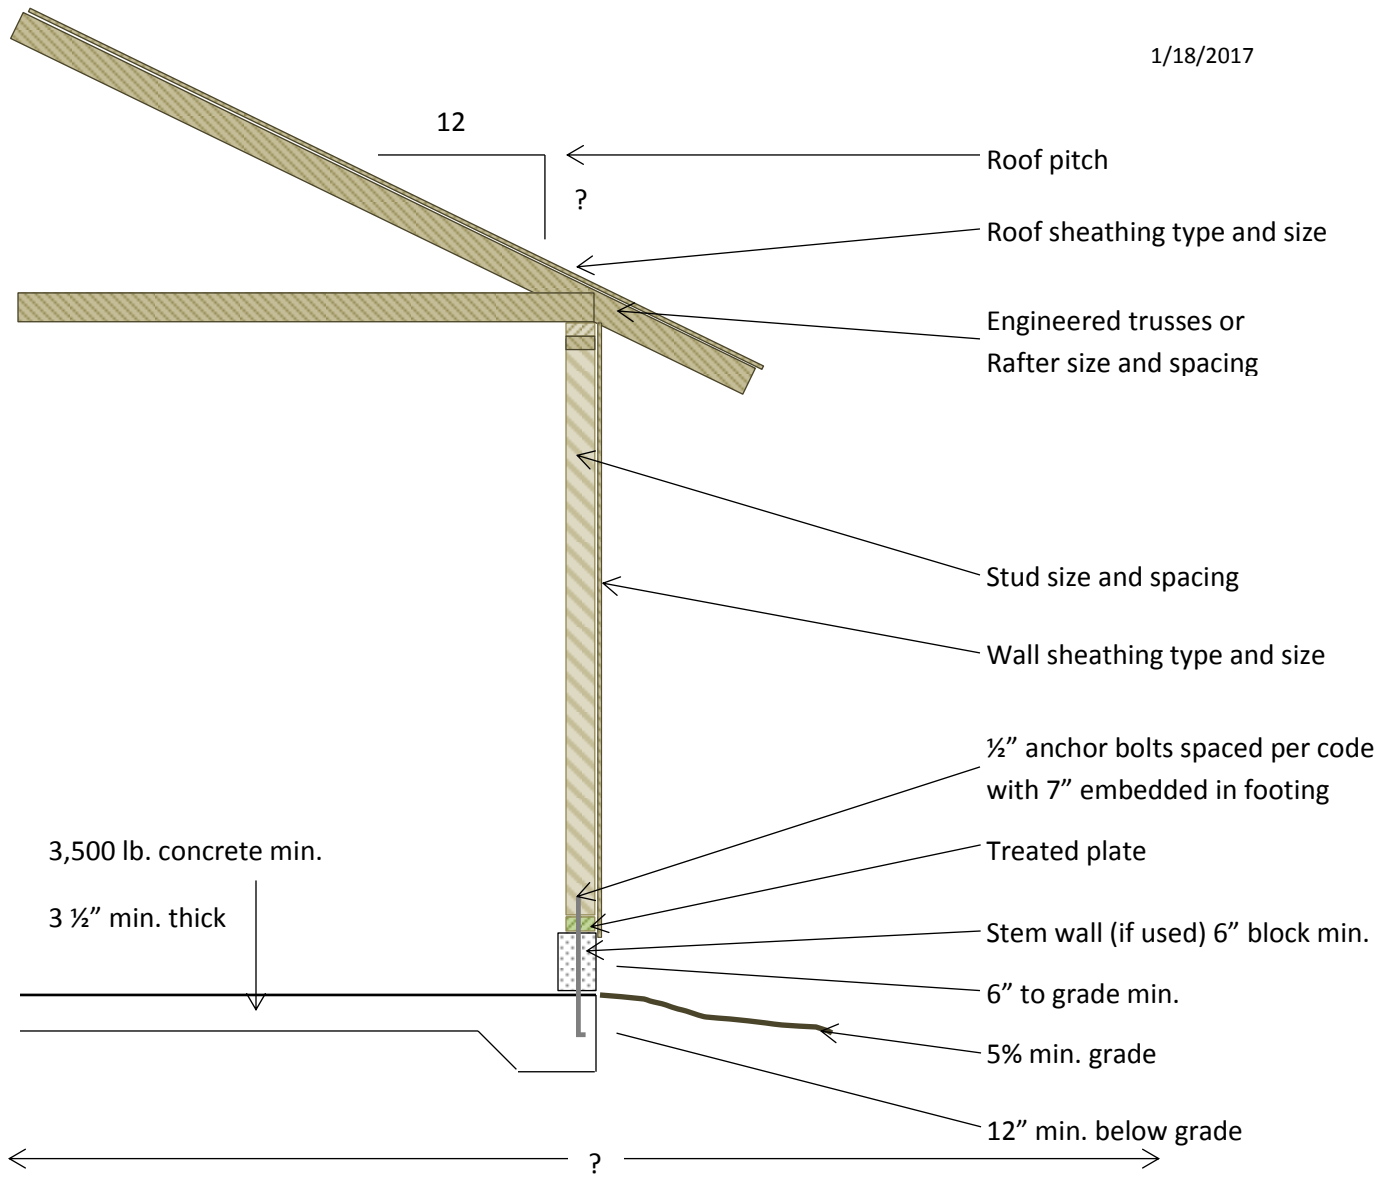 1/18/2017
12
Roof pitch
?
Roof sheathing type and size
Engineered trusses or
Rafter size and spacing
Stud size and spacing
Wall sheathing type and size
½” anchor bolts spaced per code
with 7” embedded in footing
3,500 lb. concrete min.
Treated plate
3 ½” min. thick
Stem wall (if used) 6” block min.
6” to grade min.
5% min. grade
12” min. below grade
?